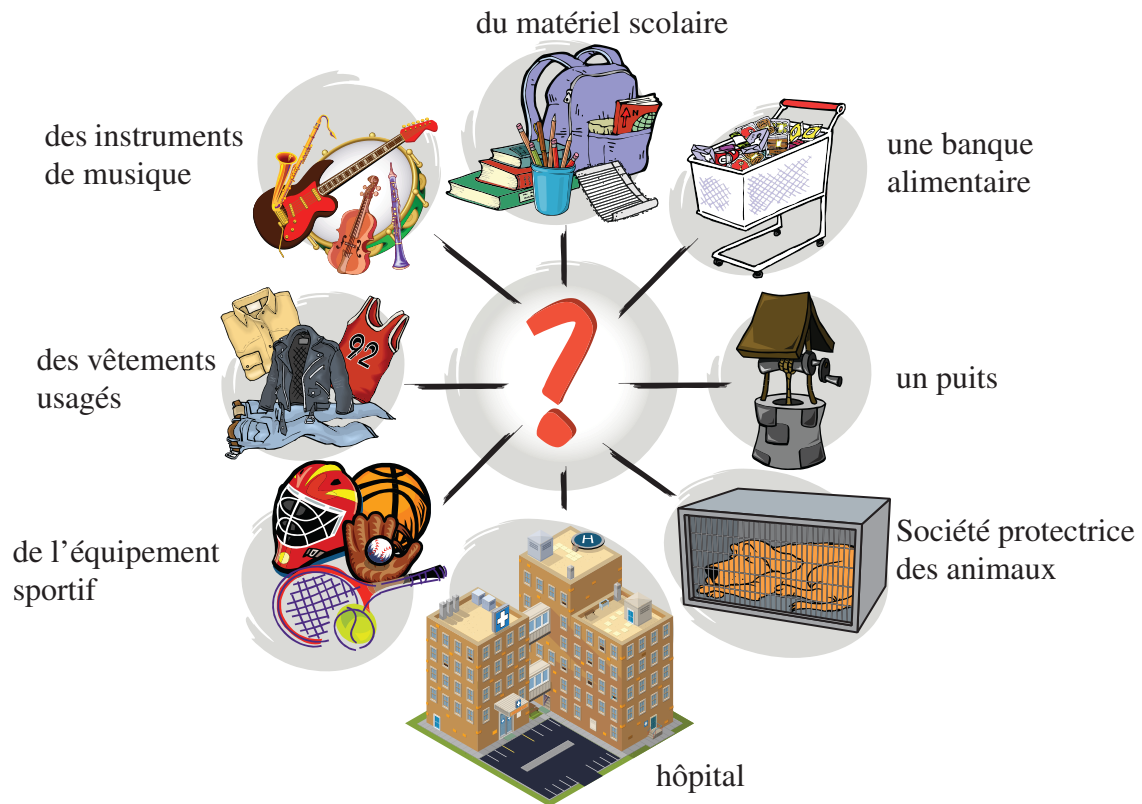 du matériel scolaire
des instruments
de musique
une banque
alimentaire
?
des vêtements
usagés
92
un puits
de l’équipement
sportif
Société protectrice
des animaux
H
hôpital